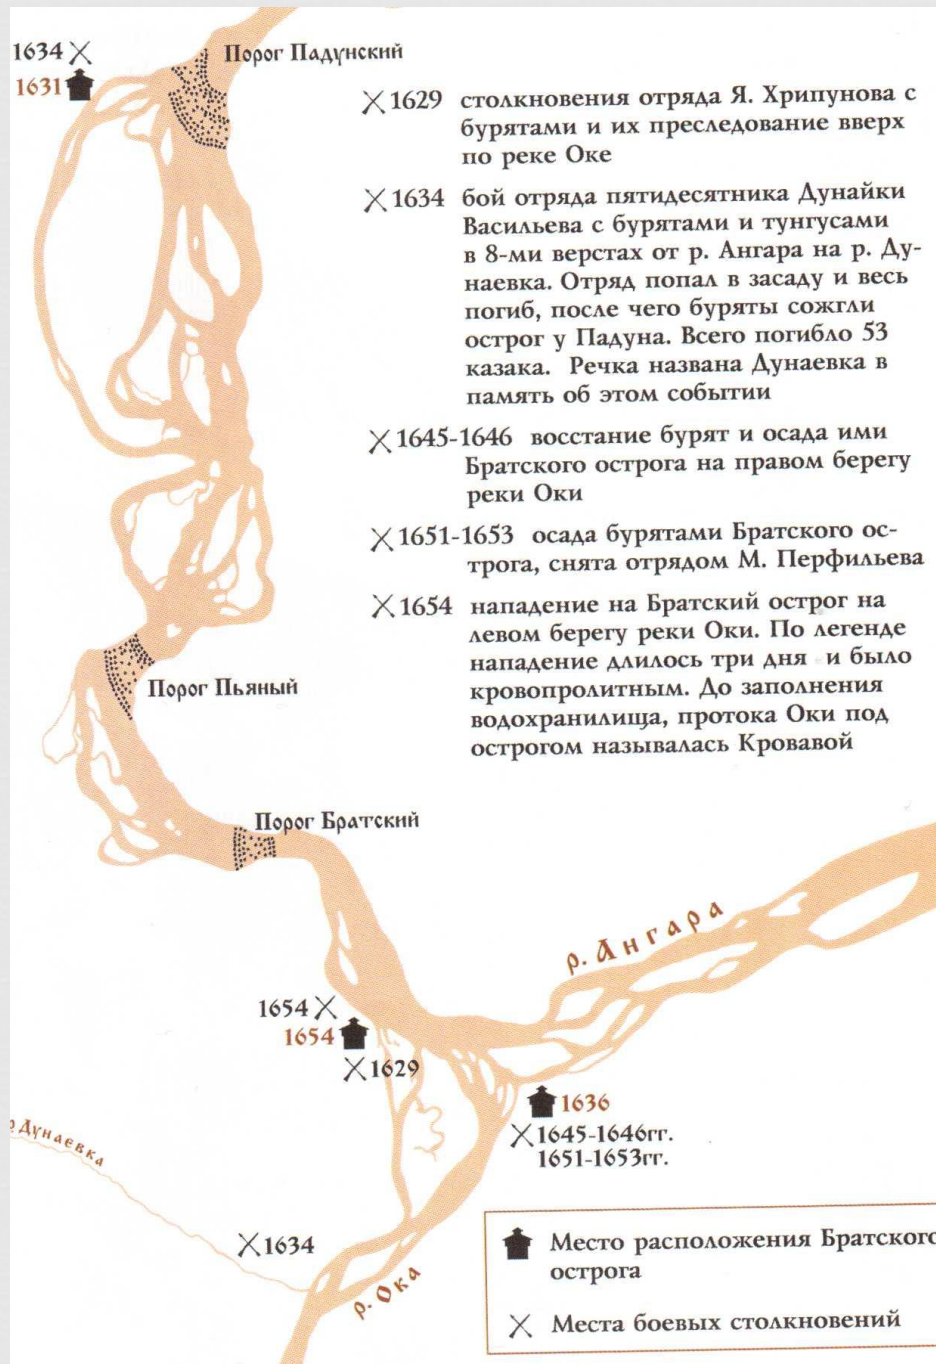 1634
1631
Порог Падунский
1629 столкновения отряда Я. Хрипунова с
бурятами и их преследование вверх
по реке Оке
1634 бой отряда пятидесятника Дунайки
Васильева с бурятами и тунгусами
в 8-ми верстах от р. Ангара на р. Ду-
наевка. Отряд попал в засаду и весь
погиб, после чего буряты сожгли
острог у Падуна. Всего погибло 53
казака. Речка названа Дунаевка в
память об этом событии
1645-1646 восстание бурят и осада ими
Братского острога на правом берегу
реки Оки
1651-1653 осада бурятами Братского ос-
трога, снята отрядом М. Перфильева
1654 нападение на Братский острог на
левом берегу реки Оки. По легенде
нападение длилось три дня и было
кровопролитным. До заполнения
водохранилища, протока Оки под
острогом называлась Кровавой
Порог Пьяный
Порог Братский
р. Ангара
1654
1654
1629
1636
1645-1646гг.
1651-1653гг.
Дунаевка
1634
р. Ока
Место расположения Братского
острога
Места боевых столкновений